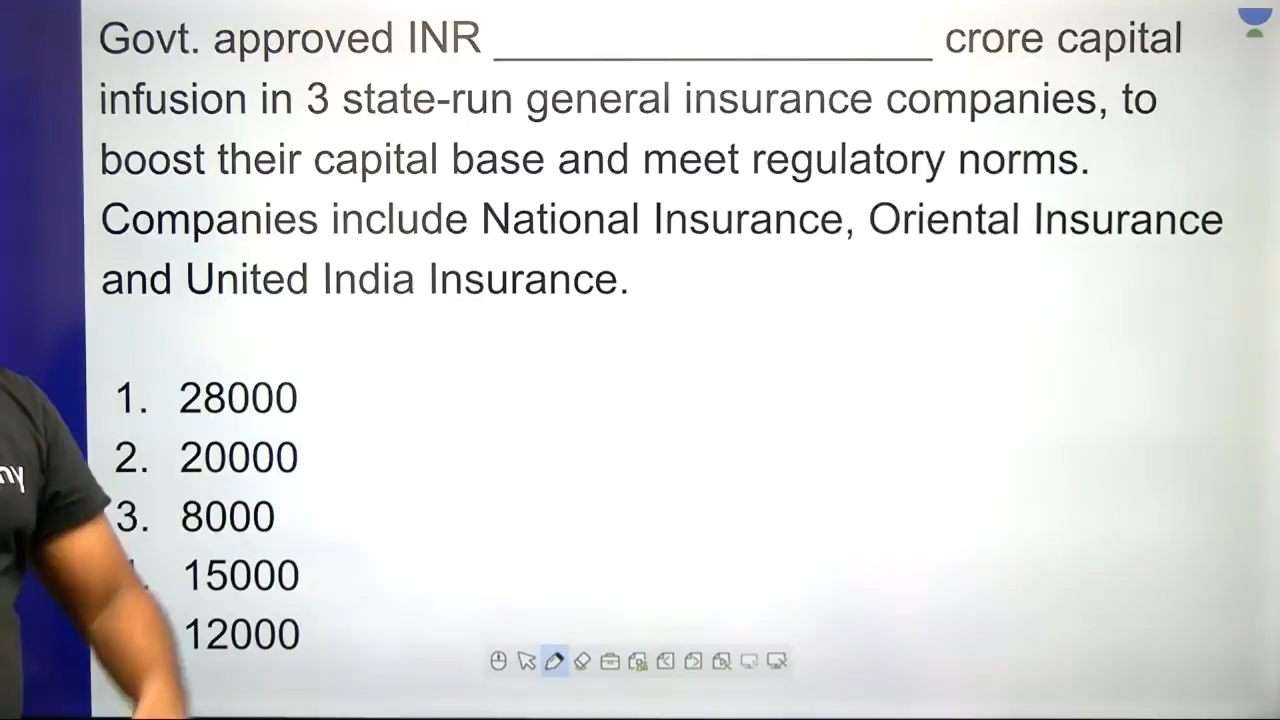 Govt. approved INR ____________________ crore capital
infusion in 3 state-run general insurance companies, to
boost their capital base and meet regulatory norms.
Companies include National Insurance, Oriental Insurance
and United India Insurance.
1. 28000
2. 20000
3. 8000
15000
12000